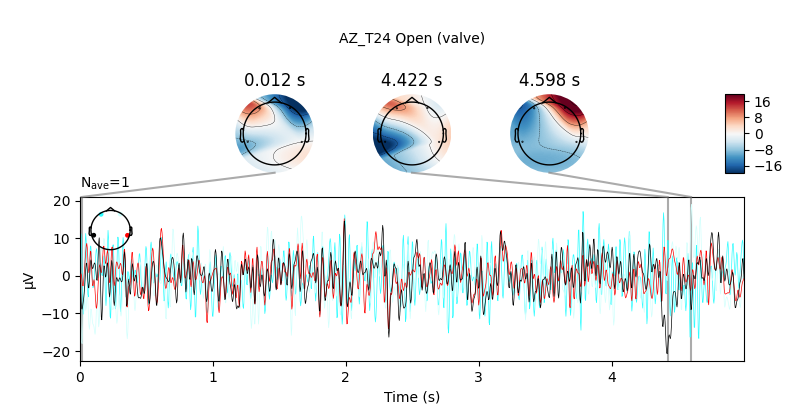 AZ_T24 Open (valve)
0.012 s 4.422 s 4.598 s
16
8
0
−8
−16
Nave=1
20
10
0
−10
−20
µV
0 1 2 3 4
Time (s)